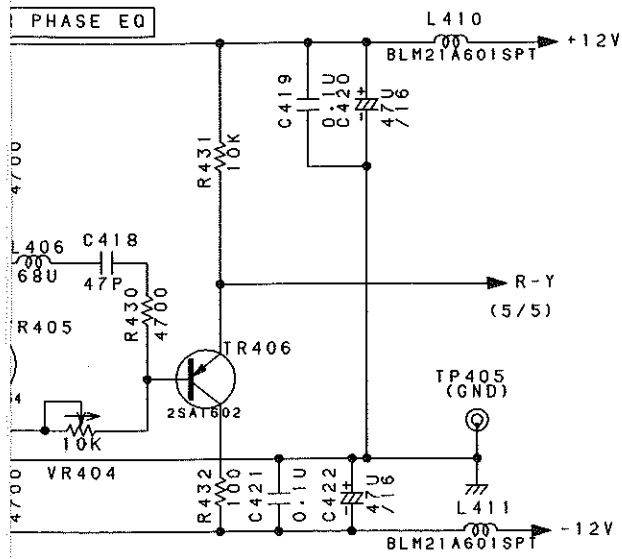 PHASE EQ
L410
BLM21A601SPT
+12V
C419
0.1U
C420
47U
/16
R431
10K
4700
L406
68U
C418
47P
R430
4700
R-Y
(5/5)
R405
TR406
2SA1602
TP405
(GND)
10K
VR404
4700
R432
100
C421
0.1U
C422
47U
/16
L411
BLM21A601SPT
-12V